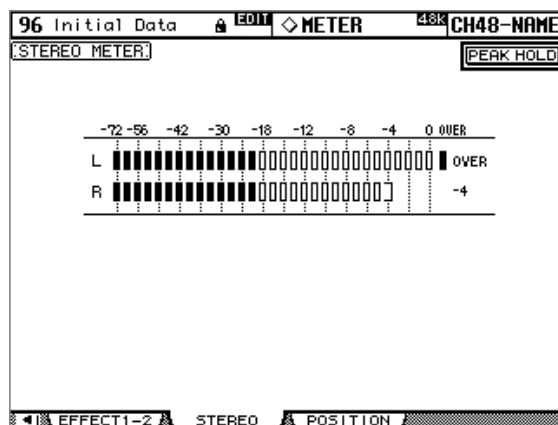 96 Initial Data EDIT METER 48K CH48-NAME
STEREO METER PEAK HOLD
-72 -56 -42 -30 -18 -12 -8 -4 0 OVER
L OVER
R -4
EFFECT1-2 STEREO POSITION